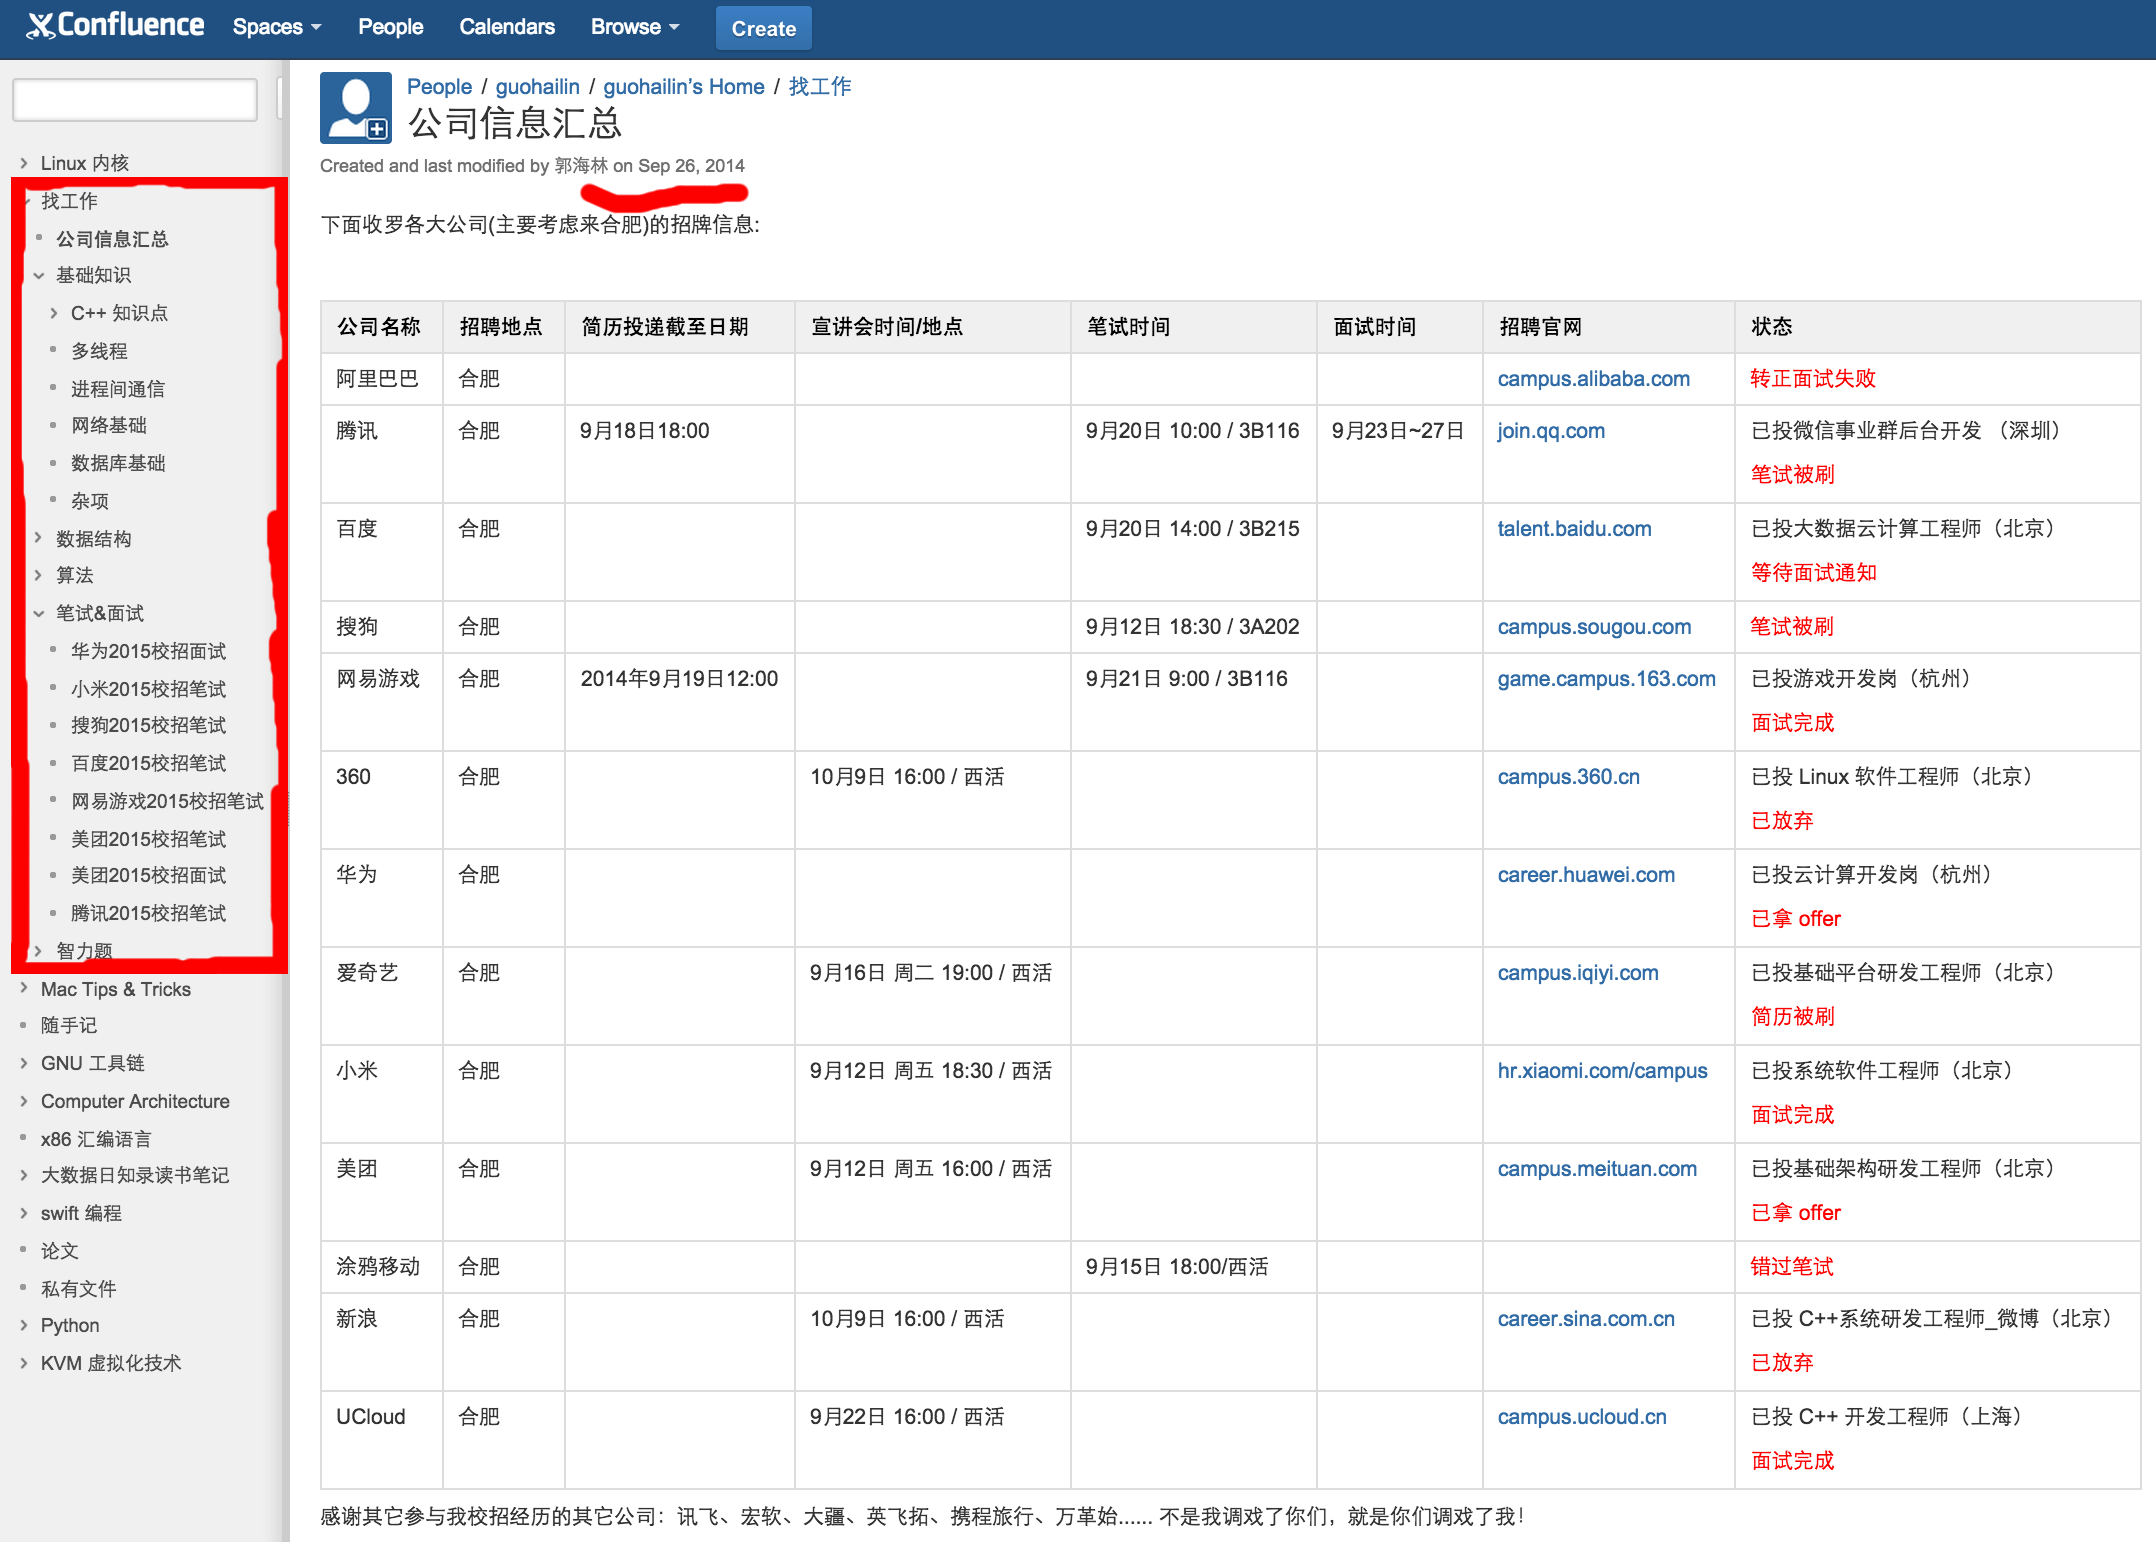 Confluence Spaces People Calendars Browse Create
Linux 内核
找工作
公司信息汇总
基础知识
C++ 知识点
多线程
进程间通信
网络基础
数据库基础
杂项
数据结构
算法
笔试&面试
华为2015校招面试
小米2015校招笔试
搜狗2015校招笔试
百度2015校招笔试
网易游戏2015校招笔试
美团2015校招笔试
美团2015校招面试
腾讯2015校招笔试
智力题
Mac Tips & Tricks
随手记
GNU 工具链
Computer Architecture
x86 汇编语言
大数据日知录读书笔记
swift 编程
论文
私有文件
Python
KVM 虚拟化技术
People / guohailin / guohailin's Home / 找工作
公司信息汇总
Created and last modified by 郭海林 on Sep 26, 2014
下面收罗各大公司(主要考虑来合肥)的招牌信息:
公司名称 招聘地点 简历投递截至日期 宣讲会时间/地点 笔试时间 面试时间 招聘官网 状态
阿里巴巴 合肥 campus.alibaba.com 转正面试失败
腾讯 合肥 9月18日18:00 9月20日 10:00 / 3B116 9月23日~27日 join.qq.com 已投微信事业群后台开发 （深圳）
笔试被刷
百度 合肥 9月20日 14:00 / 3B215 talent.baidu.com 已投大数据云计算工程师（北京）
等待面试通知
搜狗 合肥 9月12日 18:30 / 3A202 campus.sougou.com 笔试被刷
网易游戏 合肥 2014年9月19日12:00 9月21日 9:00 / 3B116 game.campus.163.com 已投游戏开发岗（杭州）
面试完成
360 合肥 10月9日 16:00 / 西活 campus.360.cn 已投 Linux 软件工程师（北京）
已放弃
华为 合肥 career.huawei.com 已投云计算开发岗（杭州）
已拿 offer
爱奇艺 合肥 9月16日 周二 19:00 / 西活 campus.iqiyi.com 已投基础平台研发工程师（北京）
简历被刷
小米 合肥 9月12日 周五 18:30 / 西活 hr.xiaomi.com/campus 已投系统软件工程师（北京）
面试完成
美团 合肥 9月12日 周五 16:00 / 西活 campus.meituan.com 已投基础架构研发工程师（北京）
已拿 offer
涂鸦移动 合肥 9月15日 18:00/西活 错过笔试
新浪 合肥 10月9日 16:00 / 西活 career.sina.com.cn 已投 C++系统研发工程师_微博（北京）
已放弃
UCloud 合肥 9月22日 16:00 / 西活 campus.ucloud.cn 已投 C++ 开发工程师（上海）
面试完成
感谢其它参与我校招经历的其它公司：讯飞、宏软、大疆、英飞拓、携程旅行、万革始...... 不是我调戏了你们，就是你们调戏了我！